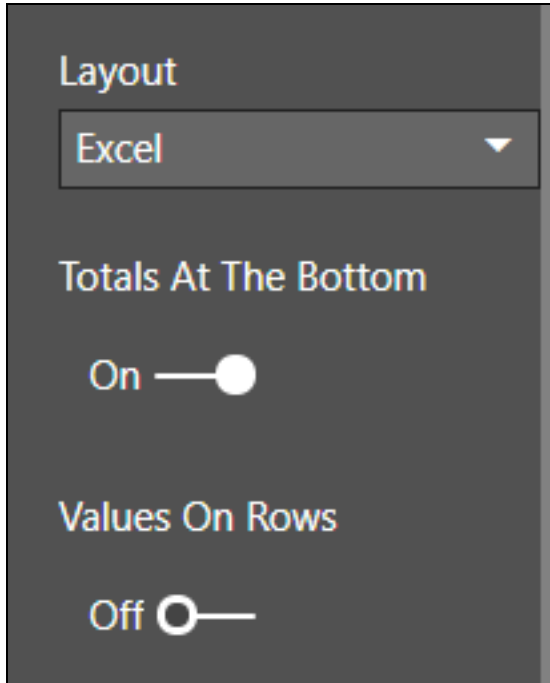 Layout
Excel
Totals At The Bottom
On
Values On Rows
Off